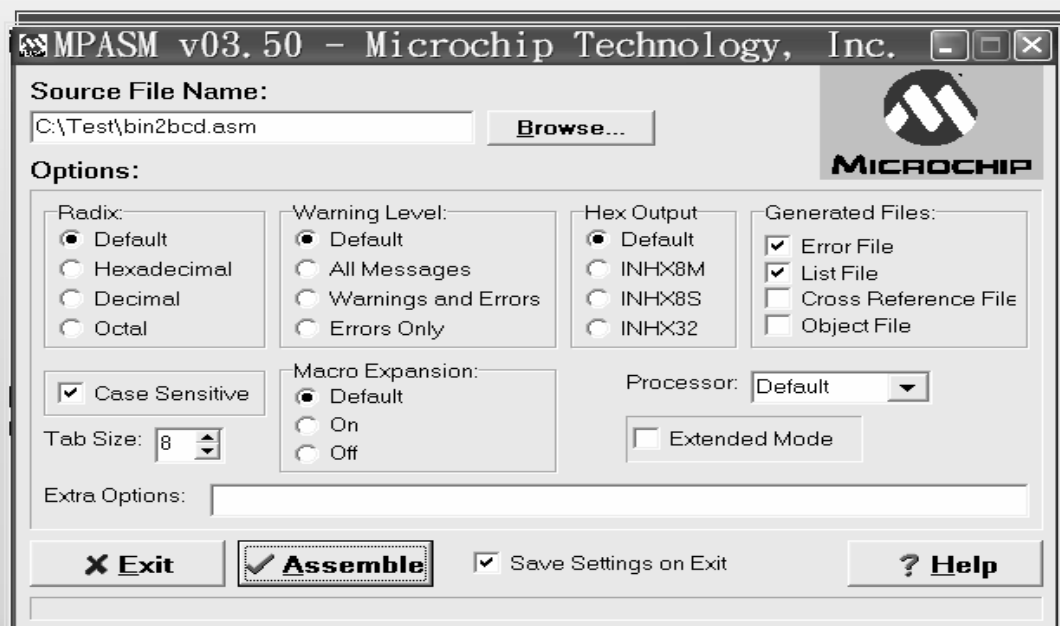 MPASM v03.50 - Microchip Technology, Inc.
Source File Name:
C:\Test\bin2bcd.asm
Browse...
MICROCHIP
Options:
Radix:
Default
Hexadecimal
Decimal
Octal
Warning Level:
Default
All Messages
Warnings and Errors
Errors Only
Hex Output
Default
INHX8M
INHX8S
INHX32
Generated Files:
Error File
List File
Cross Reference File
Object File
Case Sensitive
Tab Size: 8
Macro Expansion:
Default
On
Off
Processor: Default
Extended Mode
Extra Options:
Exit
Assemble
Save Settings on Exit
? Help